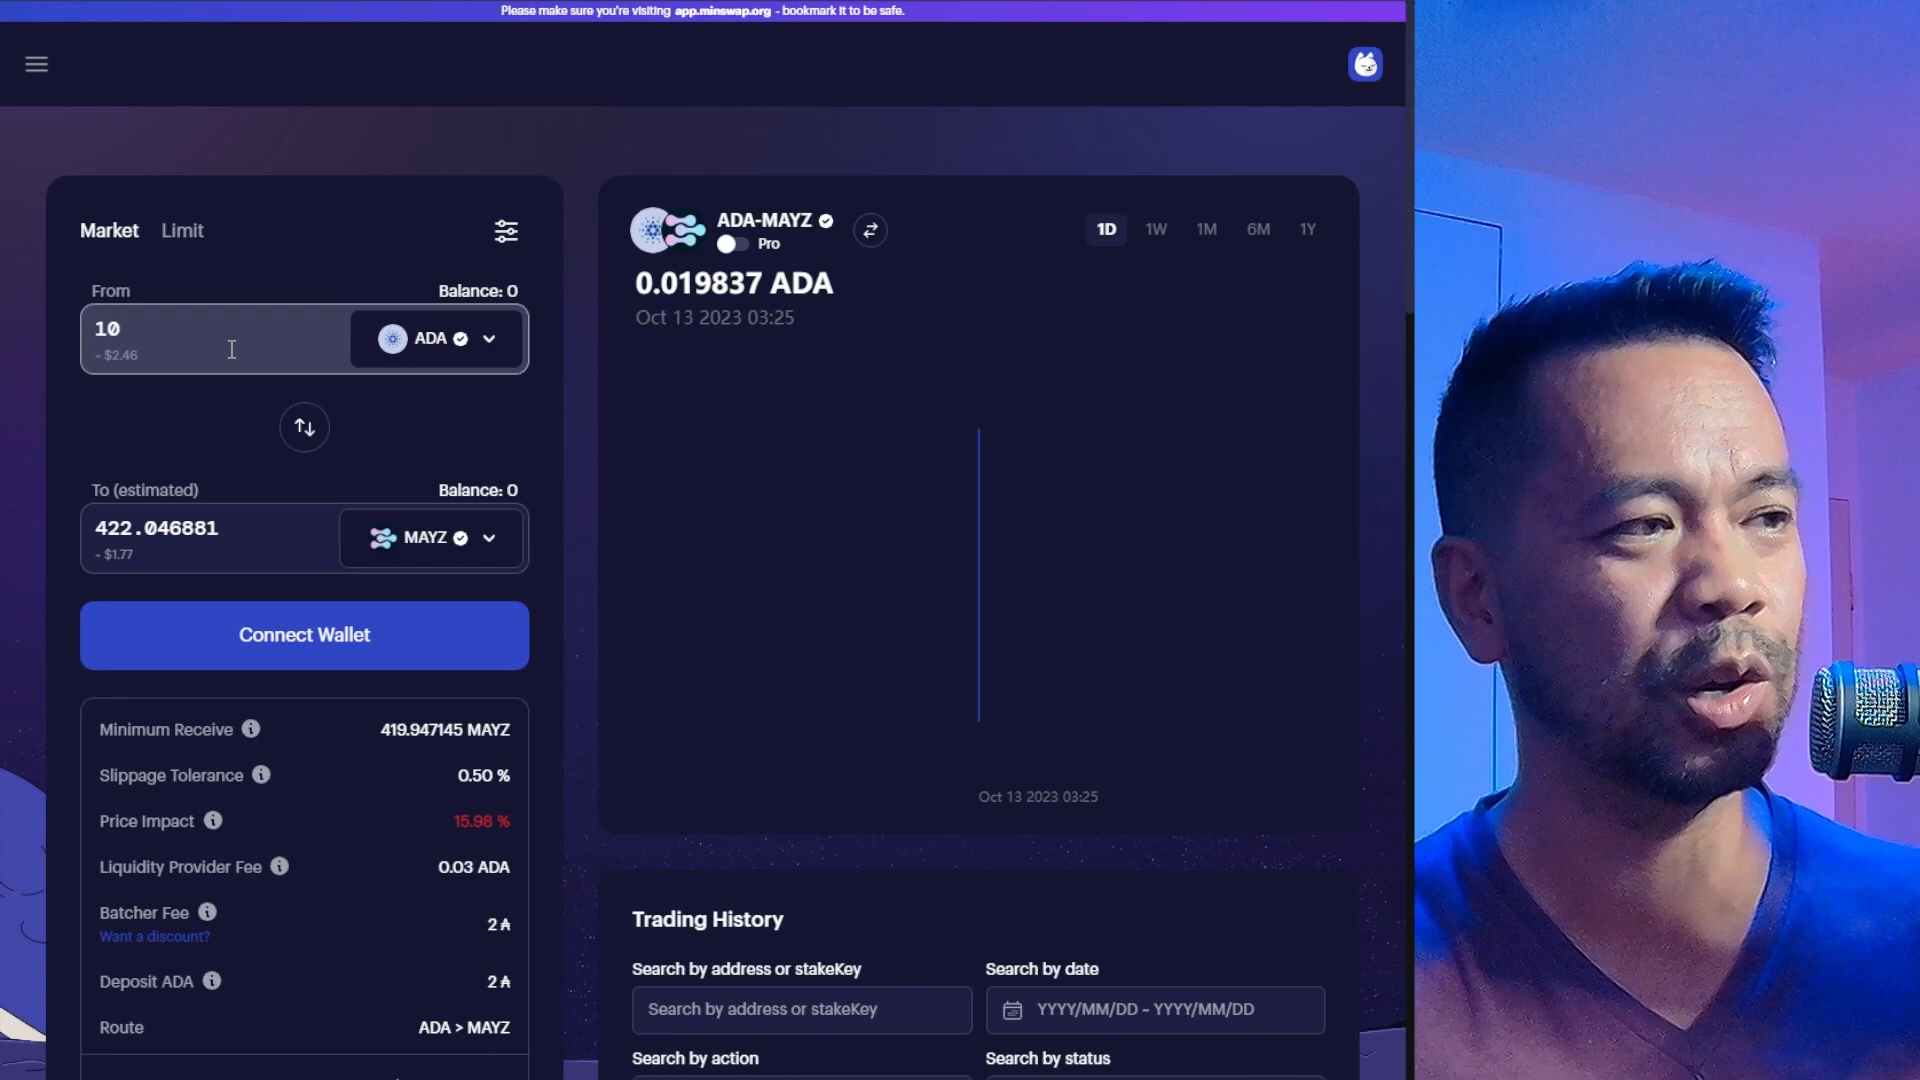 Please make sure you're visiting app.minswap.org - bookmark it to be safe.
Market Limit
From Balance: 0
10
~ $2.46
ADA
To (estimated) Balance: 0
422.046881
~ $1.77
MAYZ
Connect Wallet
Minimum Receive 419.947145 MAYZ
Slippage Tolerance 0.50 %
Price Impact 15.98 %
Liquidity Provider Fee 0.03 ADA
Batcher Fee 2 ₳
Want a discount?
Deposit ADA 2 ₳
Route ADA > MAYZ
ADA-MAYZ
Pro
1D 1W 1M 6M 1Y
0.019837 ADA
Oct 13 2023 03:25
Oct 13 2023 03:25
Trading History
Search by address or stakeKey Search by date
Search by address or stakeKey YYYY/MM/DD ~ YYYY/MM/DD
Search by action Search by status